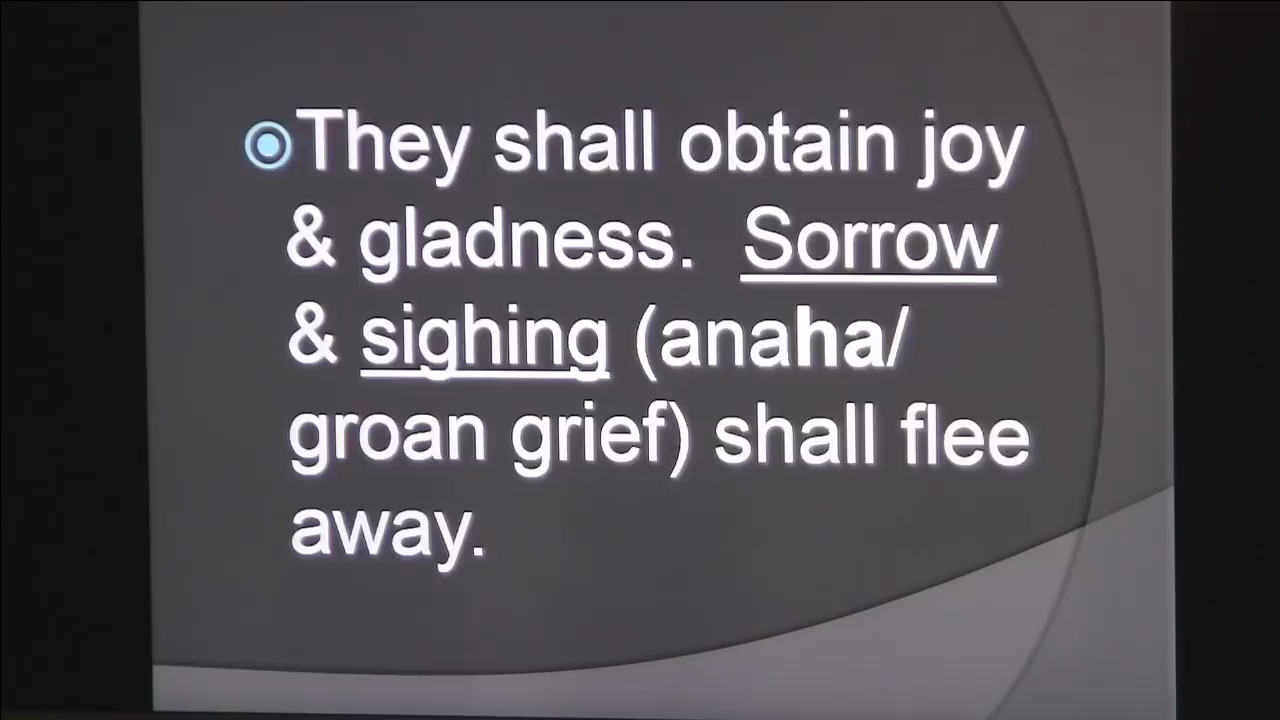 They shall obtain joy
& gladness. Sorrow
& sighing (anaha/
groan grief) shall flee
away.